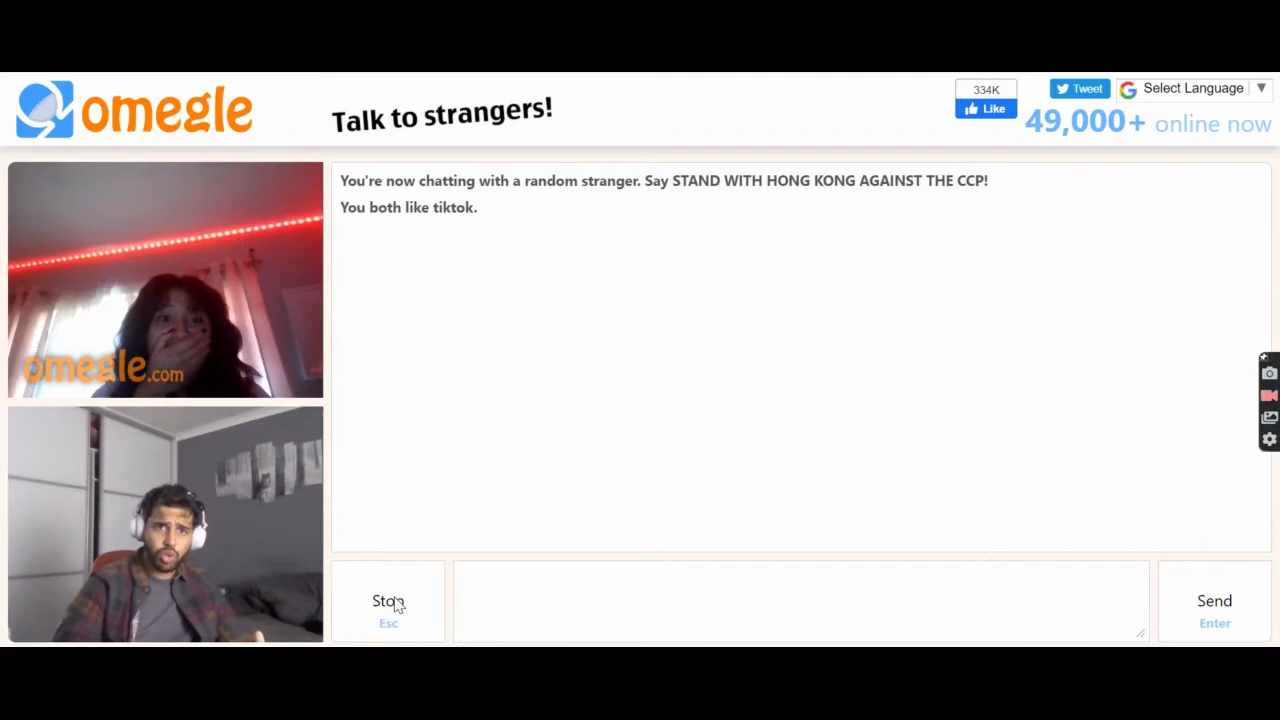 omegle
Talk to strangers!
334K
Like
Tweet
Select Language
49,000+ online now
You're now chatting with a random stranger. Say STAND WITH HONG KONG AGAINST THE CCP!
You both like tiktok.
omegle.com
Stop
Esc
Send
Enter